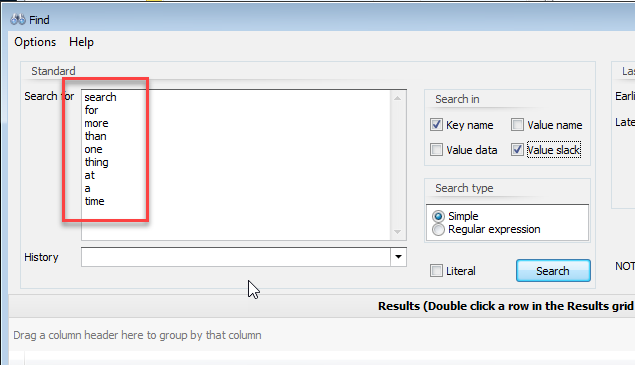 Find
Options Help
Standard
Search for
search
for
more
than
one
thing
at
a
time
History
Search in
Key name
Value name
Value data
Value slack
Search type
Simple
Regular expression
Literal
Search
Las
Earli
Late
NOT
Results (Double click a row in the Results grid
Drag a column header here to group by that column